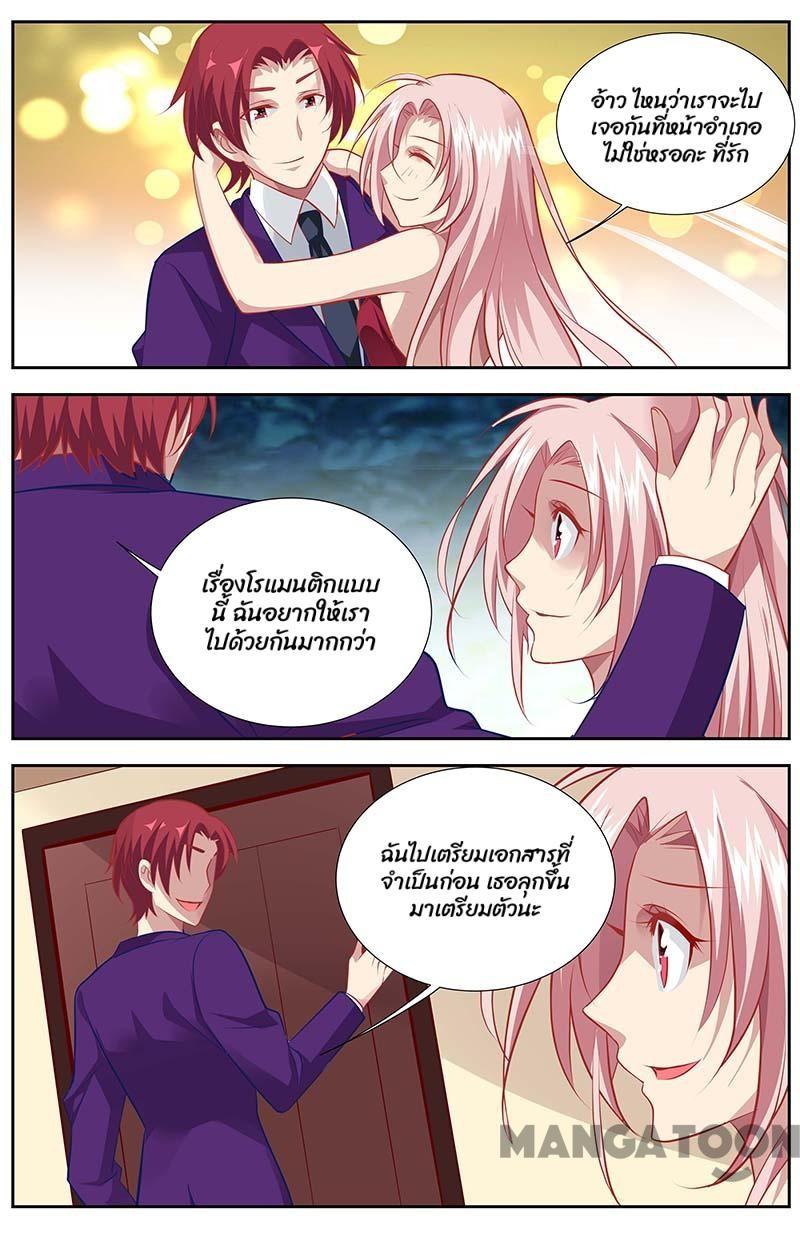 อ้าว ไหนว่าเราจะไป
เจอกันที่หน้าอำเภอ
ไม่ใช่หรอคะ ที่รัก
เรื่องโรแมนติกแบบ
นี้ ฉันอยากให้เรา
ไปด้วยกันมากกว่า
ฉันไปเตรียมเอกสารที่
จำเป็นก่อน เธอลุกขึ้น
มาเตรียมตัวนะ
MANGATOON